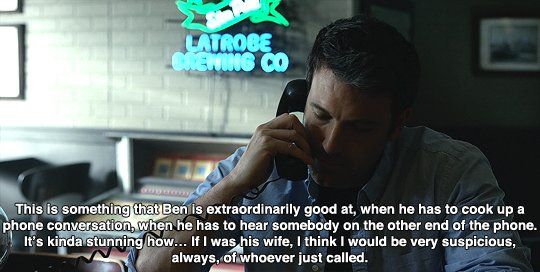 LATROBE
BREWING CO
This is something that Ben is extraordinarily good at, when he has to cook up a
phone conversation, when he has to hear somebody on the other end of the phone.
It's kinda stunning how… If I was his wife, I think I would be very suspicious,
always, of whoever just called.